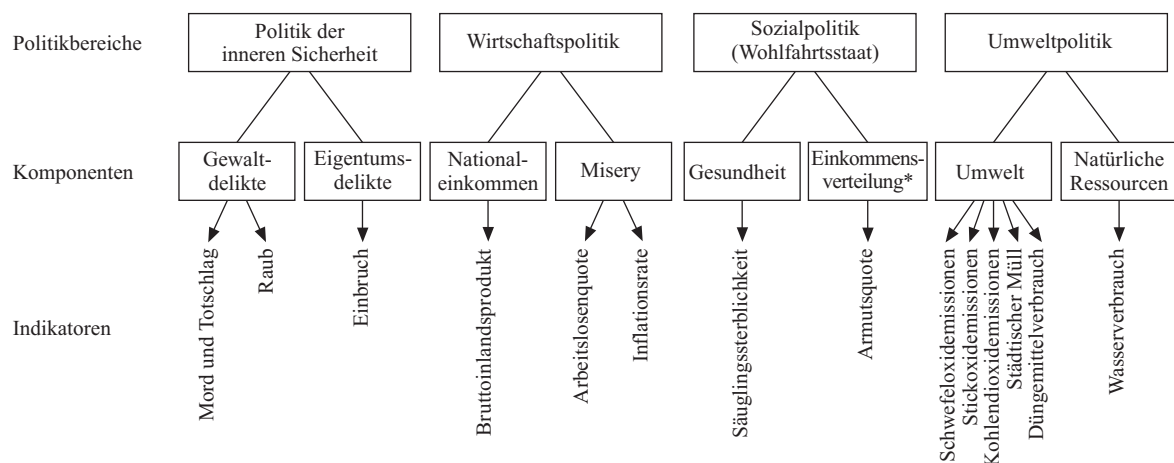 Politikbereiche
Politik der
inneren Sicherheit
Wirtschaftspolitik
Sozialpolitik
(Wohlfahrtsstaat)
Umweltpolitik
Komponenten
Gewalt-
delikte
Eigentums-
delikte
National-
einkommen
Misery
Gesundheit
Einkommens-
verteilung*
Umwelt
Natürliche
Ressourcen
Indikatoren
Mord und Totschlag
Raub
Einbruch
Bruttoinlandsprodukt
Arbeitslosenquote
Inflationsrate
Säuglingssterblichkeit
Armutsquote
Schwefeloxidemissionen
Stickoxidemissionen
Kohlendioxidemissionen
Städtischer Müll
Düngemittelverbrauch
Wasserverbrauch